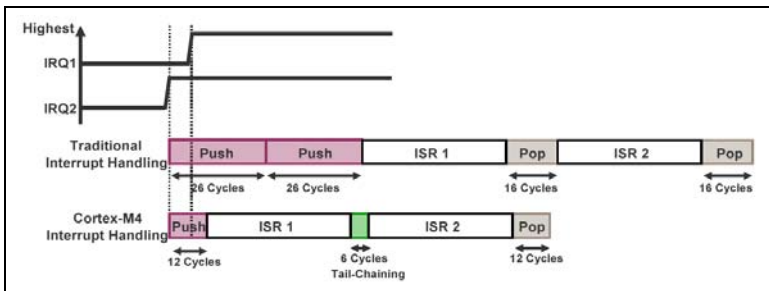 Highest
IRQ1
IRQ2
Traditional
Interrupt Handling
Push Push ISR 1 Pop ISR 2 Pop
26 Cycles 26 Cycles 16 Cycles 16 Cycles
Cortex-M4
Interrupt Handling
Push ISR 1 ISR 2 Pop
12 Cycles 6 Cycles 12 Cycles
Tail-Chaining